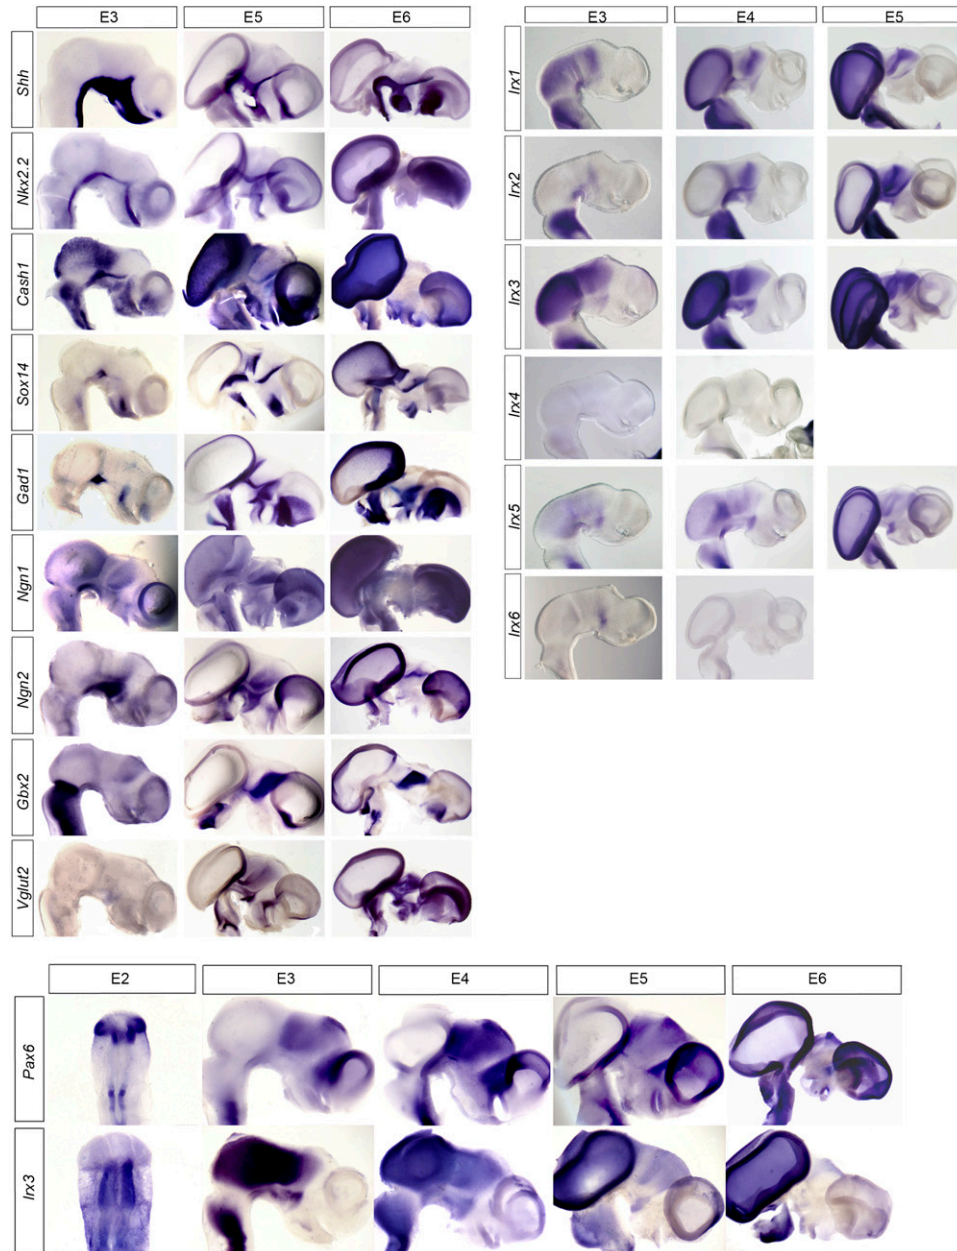 E3 E5 E6
Shh
Nkx2.2
Cash1
Sox14
Gad1
Ngn1
Ngn2
Gbx2
Vglut2
E3 E4 E5
Irx1
Irx2
Irx3
Irx4
Irx5
Irx6
E2 E3 E4 E5 E6
Pax6
Irx3